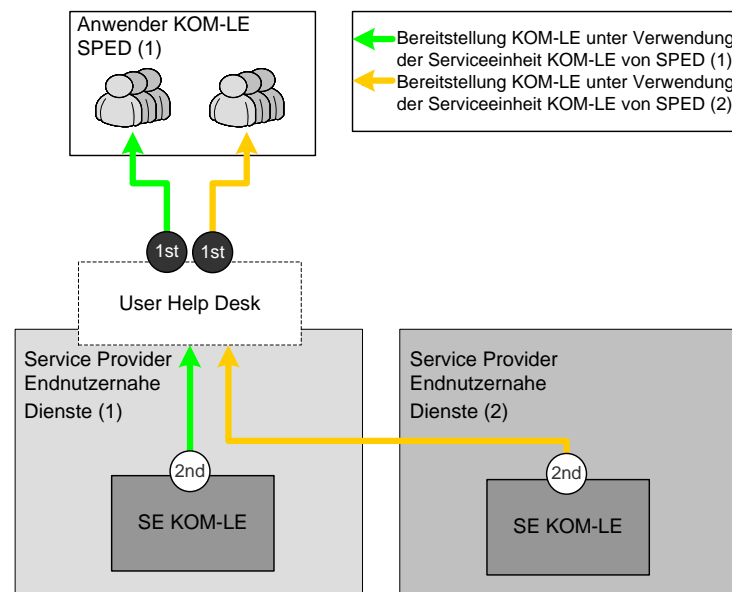 Anwender KOM-LE
SPED (1)
Bereitstellung KOM-LE unter Verwendung
der Serviceeinheit KOM-LE von SPED (1)
Bereitstellung KOM-LE unter Verwendung
der Serviceeinheit KOM-LE von SPED (2)
1st
1st
User Help Desk
Service Provider
Endnutzernahe
Dienste (1)
Service Provider
Endnutzernahe
Dienste (2)
2nd
2nd
SE KOM-LE
SE KOM-LE